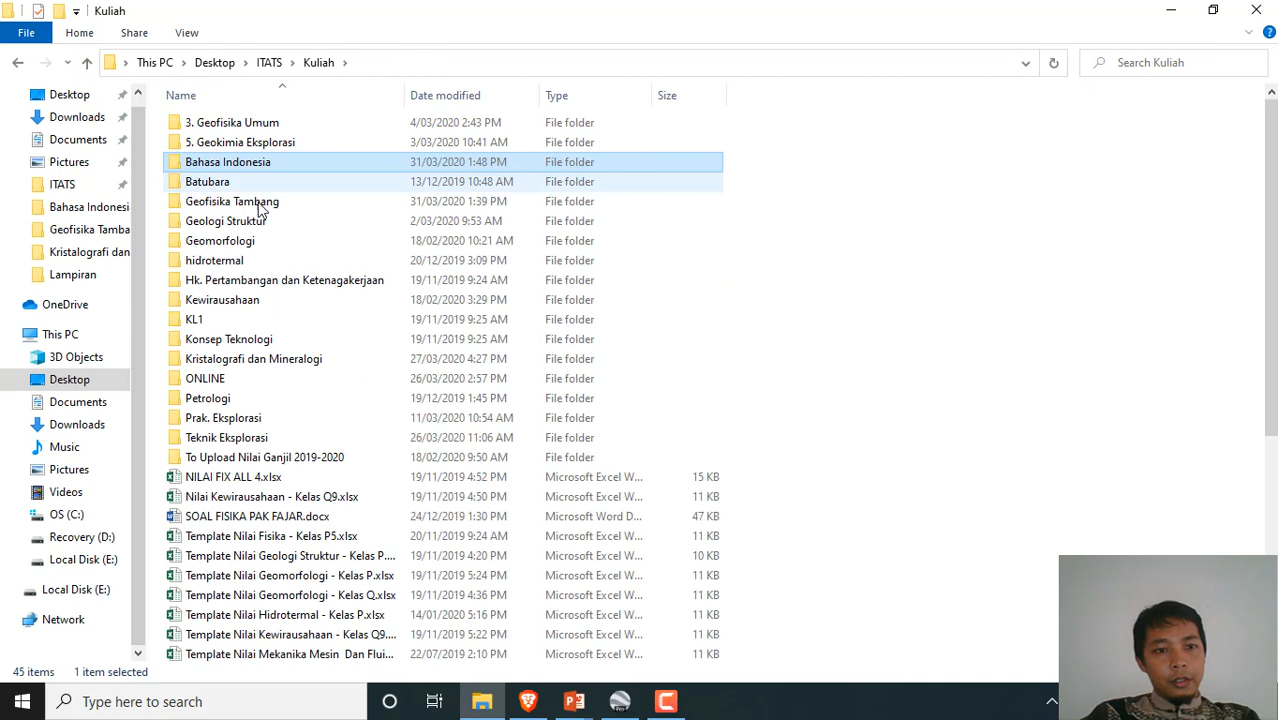 Kuliah
File Home Share View
This PC Desktop ITATS Kuliah Search Kuliah
Name Date modified Type Size
Desktop
Downloads
Documents
Pictures
ITATS
Bahasa Indonesi
Geofisika Tamba
Kristalografi dan
Lampiran
OneDrive
This PC
3D Objects
Desktop
Documents
Downloads
Music
Pictures
Videos
OS (C:)
Recovery (D:)
Local Disk (E:)
Local Disk (E:)
Network
3. Geofisika Umum 4/03/2020 2:43 PM File folder
5. Geokimia Eksplorasi 3/03/2020 10:41 AM File folder
Bahasa Indonesia 31/03/2020 1:48 PM File folder
Batubara 13/12/2019 10:48 AM File folder
Geofisika Tambang 31/03/2020 1:39 PM File folder
Geologi Struktur 2/03/2020 9:53 AM File folder
Geomorfologi 18/02/2020 10:21 AM File folder
hidrotermal 20/12/2019 3:09 PM File folder
Hk. Pertambangan dan Ketenagakerjaan 19/11/2019 9:24 AM File folder
Kewirausahaan 18/02/2020 3:29 PM File folder
KL1 19/11/2019 9:25 AM File folder
Konsep Teknologi 19/11/2019 9:25 AM File folder
Kristalografi dan Mineralogi 27/03/2020 4:27 PM File folder
ONLINE 26/03/2020 2:57 PM File folder
Petrologi 19/12/2019 1:45 PM File folder
Prak. Eksplorasi 11/03/2020 10:54 AM File folder
Teknik Eksplorasi 26/03/2020 11:06 AM File folder
To Upload Nilai Ganjil 2019-2020 18/02/2020 9:50 AM File folder
NILAI FIX ALL 4.xlsx 19/11/2019 4:52 PM Microsoft Excel W... 15 KB
Nilai Kewirausahaan - Kelas Q9.xlsx 19/11/2019 4:50 PM Microsoft Excel W... 11 KB
SOAL FISIKA PAK FAJAR.docx 24/12/2019 1:30 PM Microsoft Word D... 47 KB
Template Nilai Fisika - Kelas P5.xlsx 20/11/2019 9:24 AM Microsoft Excel W... 11 KB
Template Nilai Geologi Struktur - Kelas P.... 19/11/2019 4:20 PM Microsoft Excel W... 10 KB
Template Nilai Geomorfologi - Kelas P.xlsx 19/11/2019 5:24 PM Microsoft Excel W... 11 KB
Template Nilai Geomorfologi - Kelas Q.xlsx 19/11/2019 4:36 PM Microsoft Excel W... 11 KB
Template Nilai Hidrotermal - Kelas P.xlsx 14/01/2020 5:16 PM Microsoft Excel W... 11 KB
Template Nilai Kewirausahaan - Kelas Q9.... 19/11/2019 5:22 PM Microsoft Excel W... 11 KB
Template Nilai Mekanika Mesin Dan Flui... 22/07/2019 2:10 PM Microsoft Excel W... 11 KB
45 items 1 item selected
Type here to search